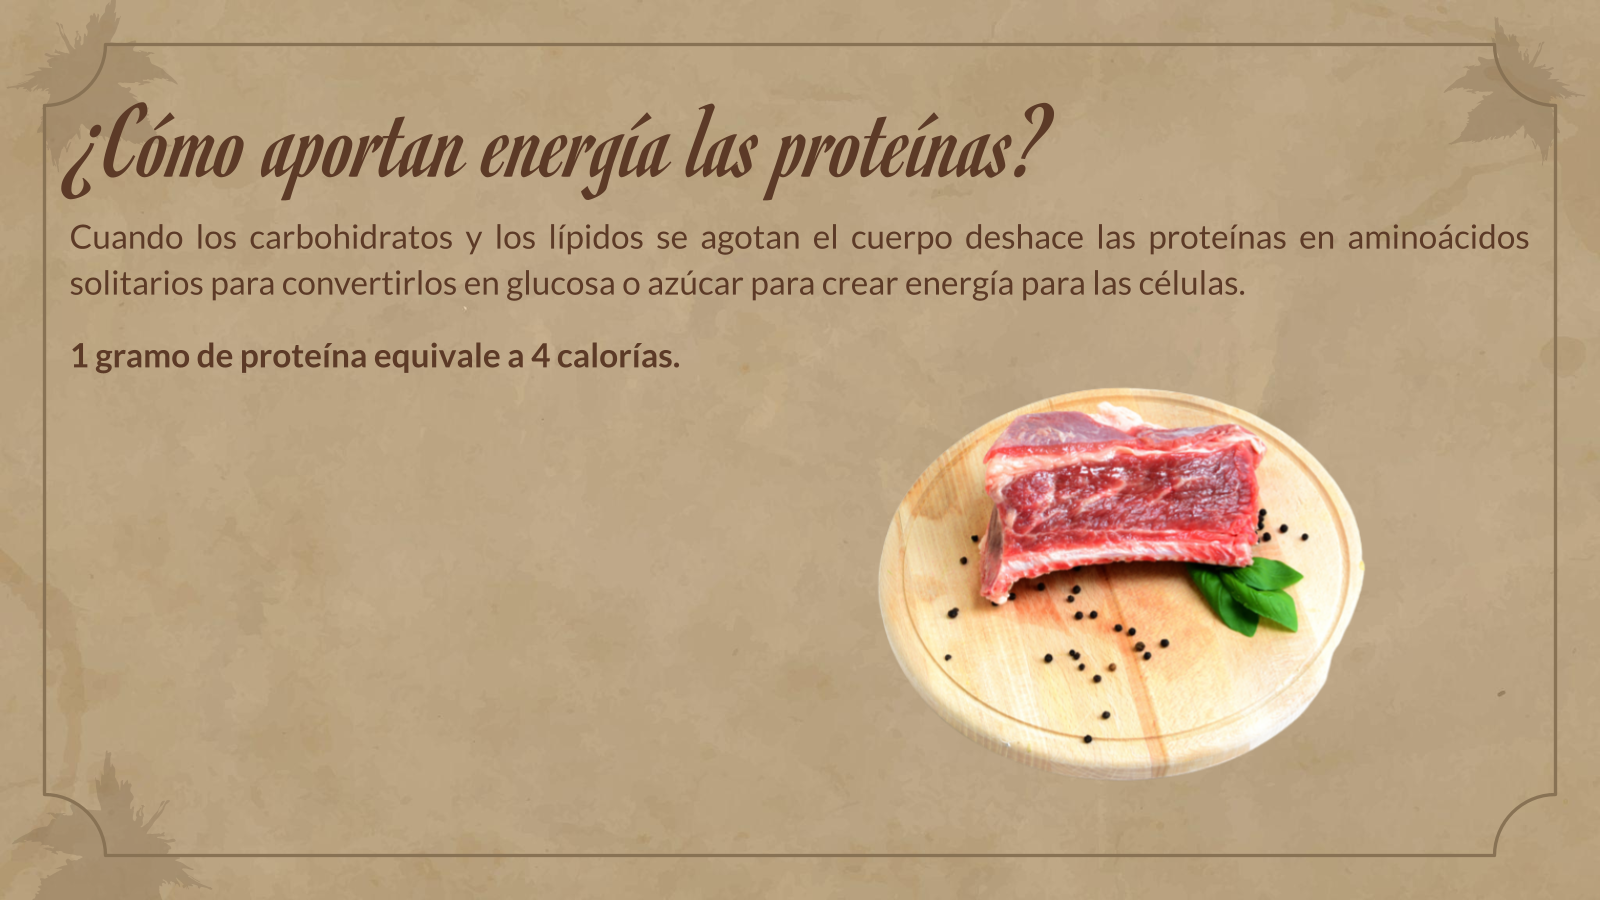 ¿Cómo aportan energía las proteínas?
Cuando los carbohidratos y los lípidos se agotan el cuerpo deshace las proteínas en aminoácidos
solitarios para convertirlos en glucosa o azúcar para crear energía para las células.
1 gramo de proteína equivale a 4 calorías.